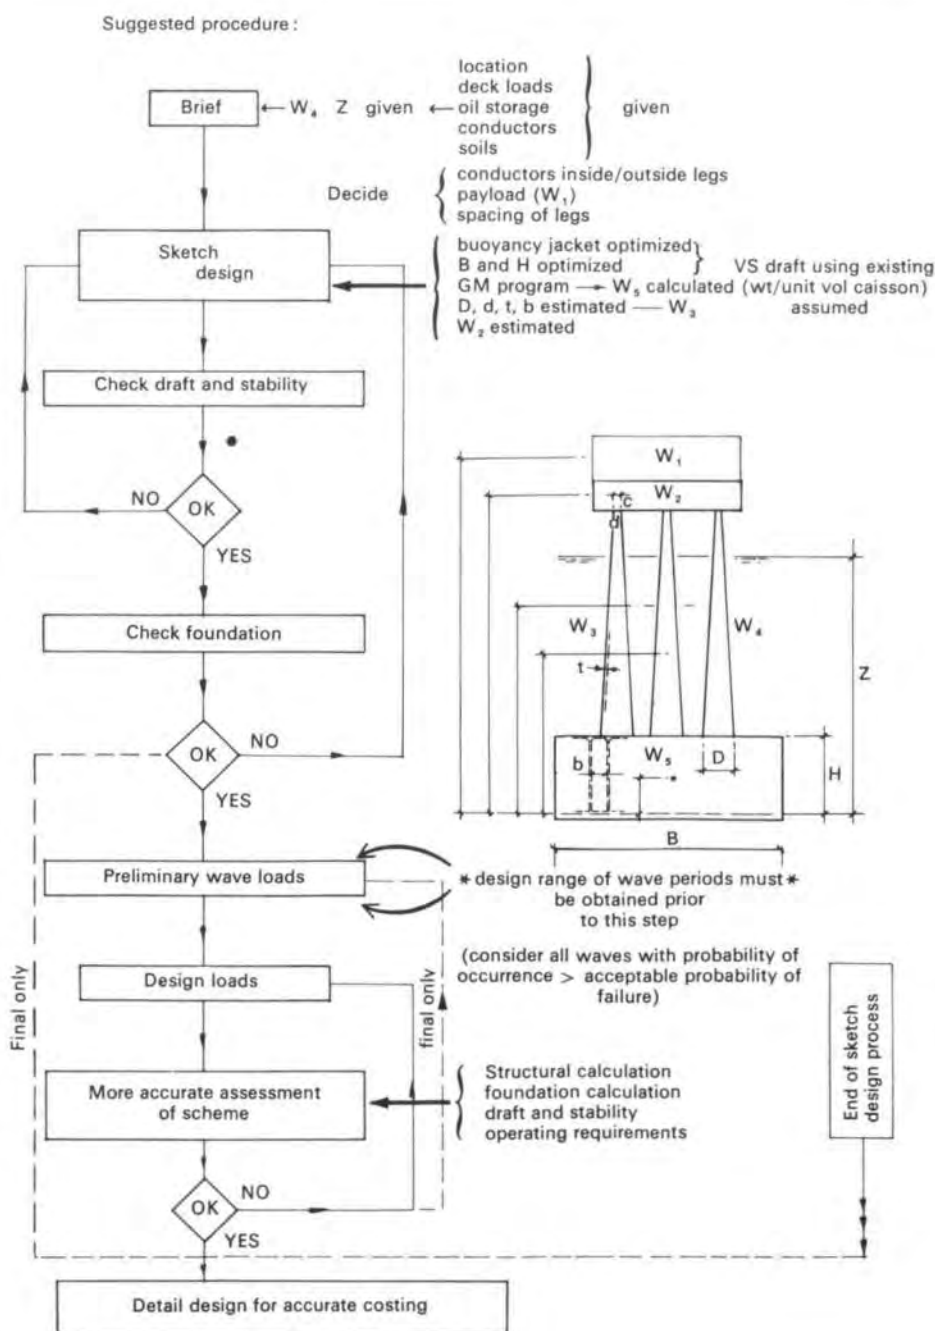 Suggested procedure:
location
deck loads
Brief ← W₄ Z given ← oil storage given
conductors
soils
conductors inside/outside legs
Decide payload (W₁)
spacing of legs
Sketch
design
buoyancy jacket optimized
B and H optimized VS draft using existing
GM program → W₅ calculated (wt/unit vol caisson)
D, d, t, b estimated — W₃ assumed
W₂ estimated
Check draft and stability
NO
OK
YES
Check foundation
OK
NO
YES
W₁
W₂
c
d
W₃
W₄
t
Z
b
W₅
*
D
H
B
Preliminary wave loads
*design range of wave periods must*
be obtained prior
to this step
(consider all waves with probability of
occurrence > acceptable probability of
failure)
Design loads
Final only
final only
End of sketch
design process
More accurate assessment
of scheme
Structural calculation
foundation calculation
draft and stability
operating requirements
OK
NO
YES
Detail design for accurate costing